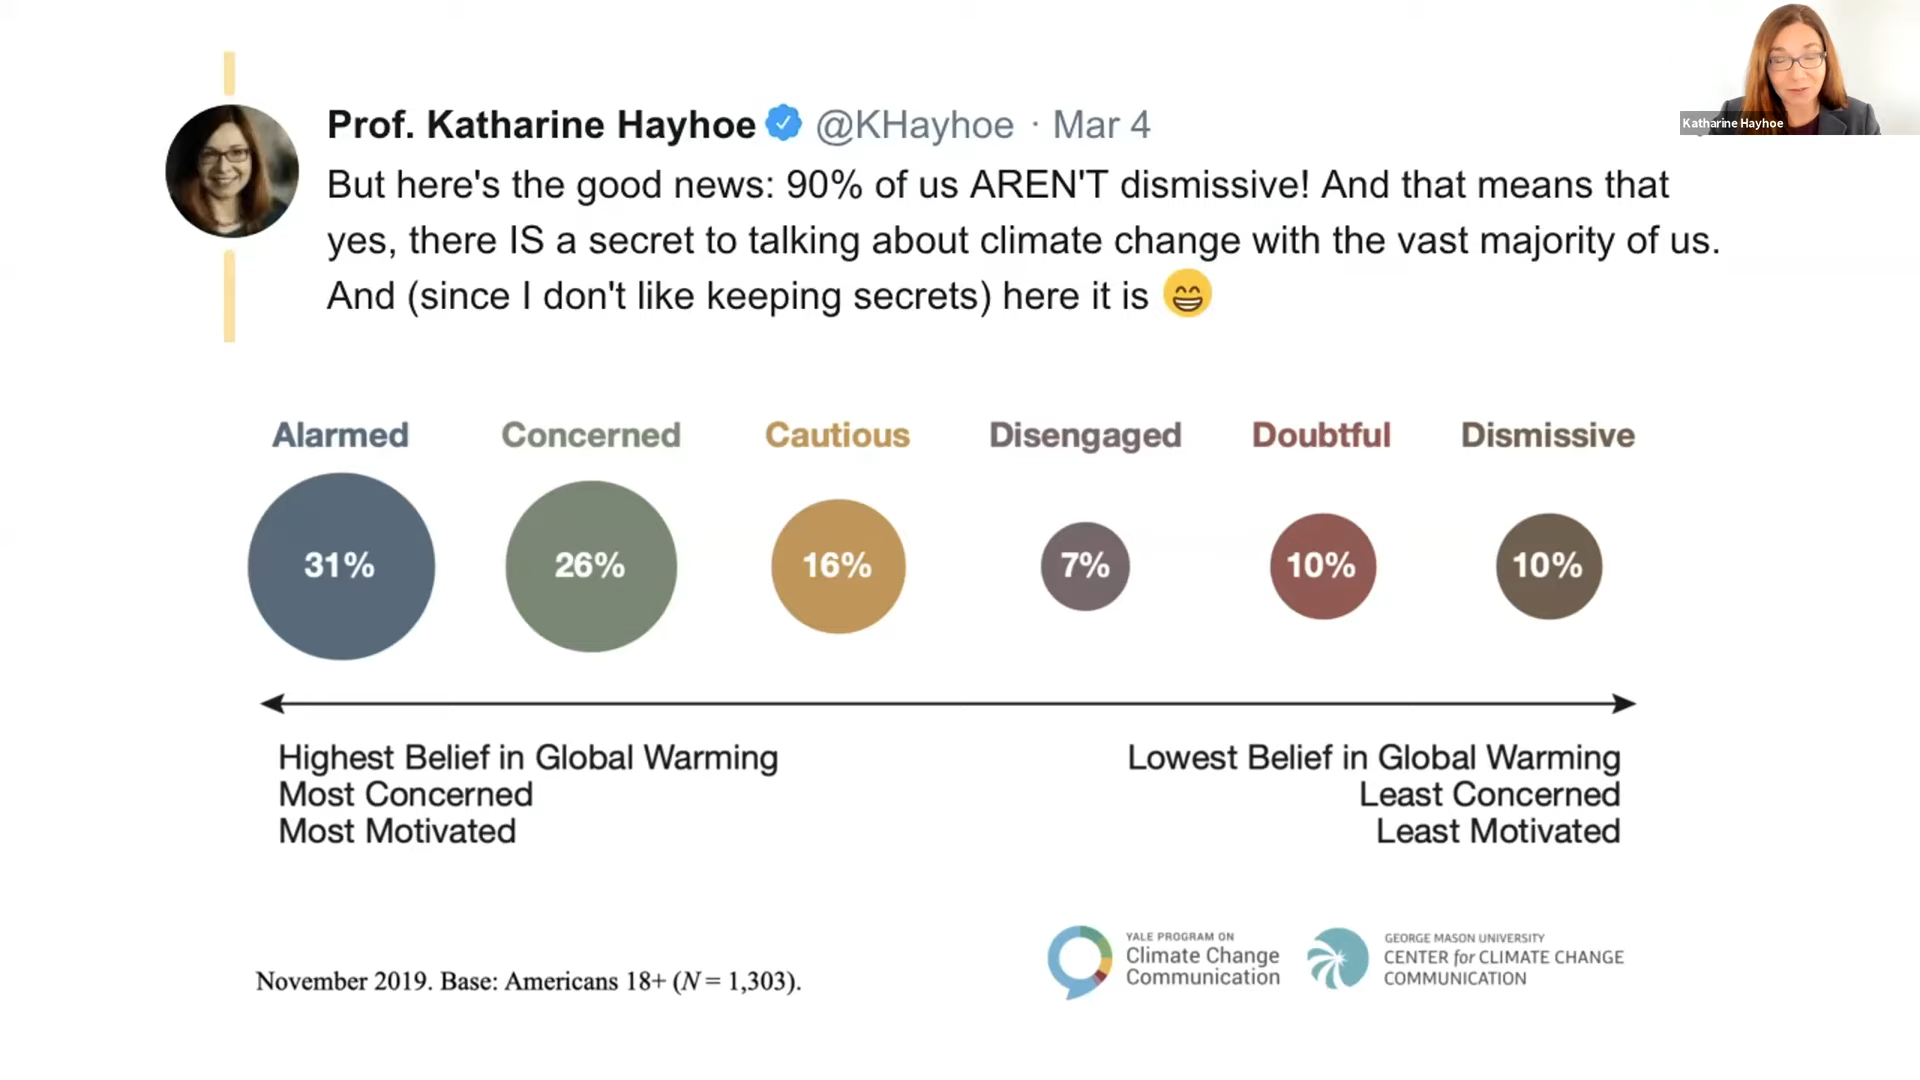 Katharine Hayhoe
Prof. Katharine Hayhoe @KHayhoe · Mar 4
But here's the good news: 90% of us AREN'T dismissive! And that means that
yes, there IS a secret to talking about climate change with the vast majority of us.
And (since I don't like keeping secrets) here it is 😁
Alarmed Concerned Cautious Disengaged Doubtful Dismissive
31% 26% 16% 7% 10% 10%
Highest Belief in Global Warming
Most Concerned
Most Motivated
Lowest Belief in Global Warming
Least Concerned
Least Motivated
November 2019. Base: Americans 18+ (N = 1,303).
YALE PROGRAM ON
Climate Change
Communication
GEORGE MASON UNIVERSITY
CENTER for CLIMATE CHANGE
COMMUNICATION